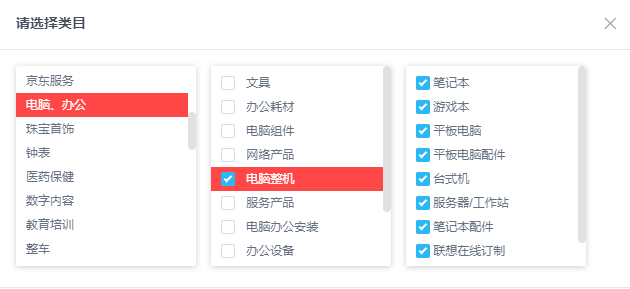 请选择类目
京东服务
电脑、办公
珠宝首饰
钟表
医药保健
数字内容
教育培训
整车
文具
办公耗材
电脑组件
网络产品
电脑整机
服务产品
电脑办公安装
办公设备
笔记本
游戏本
平板电脑
平板电脑配件
台式机
服务器/工作站
笔记本配件
联想在线订制